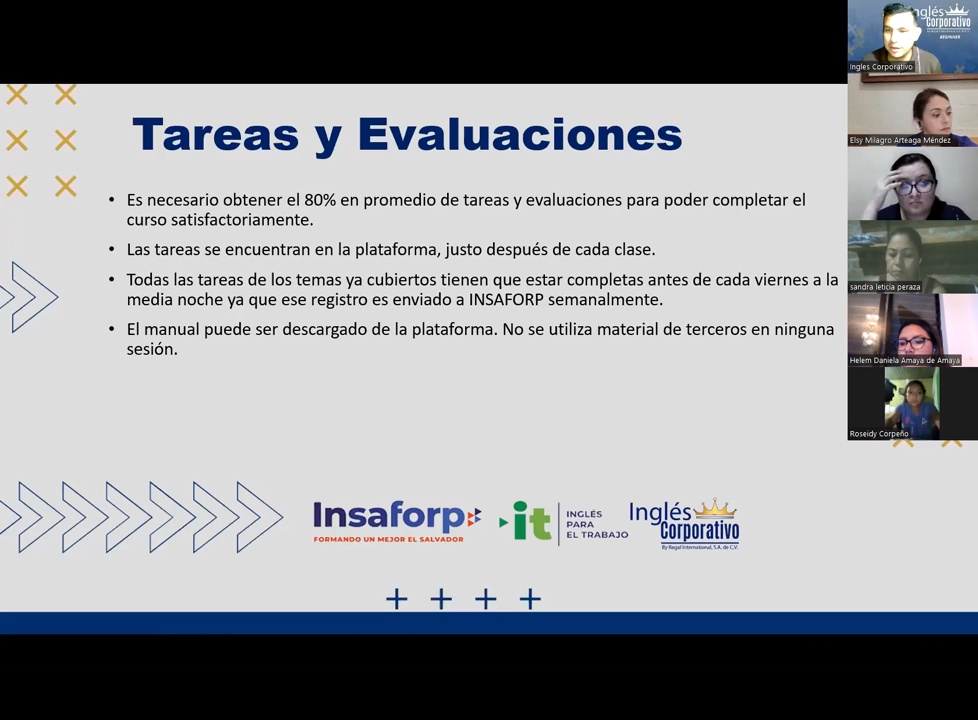 Tareas y Evaluaciones
• Es necesario obtener el 80% en promedio de tareas y evaluaciones para poder completar el
curso satisfactoriamente.
• Las tareas se encuentran en la plataforma, justo después de cada clase.
• Todas las tareas de los temas ya cubiertos tienen que estar completas antes de cada viernes a la
media noche ya que ese registro es enviado a INSAFORP semanalmente.
• El manual puede ser descargado de la plataforma. No se utiliza material de terceros en ninguna
sesión.
Insaforp
FORMANDO UN MEJOR EL SALVADOR
it
INGLÉS
PARA
EL TRABAJO
Inglés
Corporativo
By Regal International, S.A. de C.V.
Inglés
Corporativo
BEGINNER
Ingles Corporativo
Elsy Milagro Arteaga Méndez
sandra leticia peraza
Helem Daniela Amaya de Amaya
Roseidy Corpeño